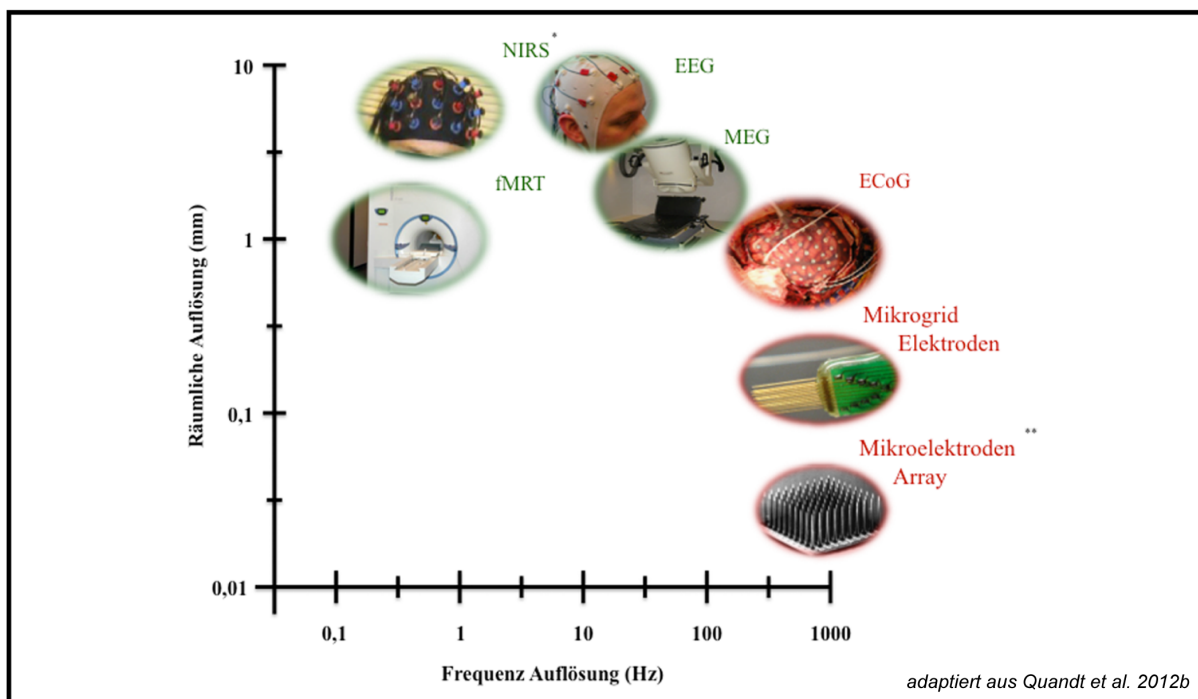 NIRS*
EEG
MEG
fMRT
ECoG
Mikrogrid
Elektroden
Mikroelektroden**
Array
Räumliche Auflösung (mm)
10
1
0,1
0,01
0,1
1
10
100
1000
Frequenz Auflösung (Hz)
adaptiert aus Quandt et al. 2012b